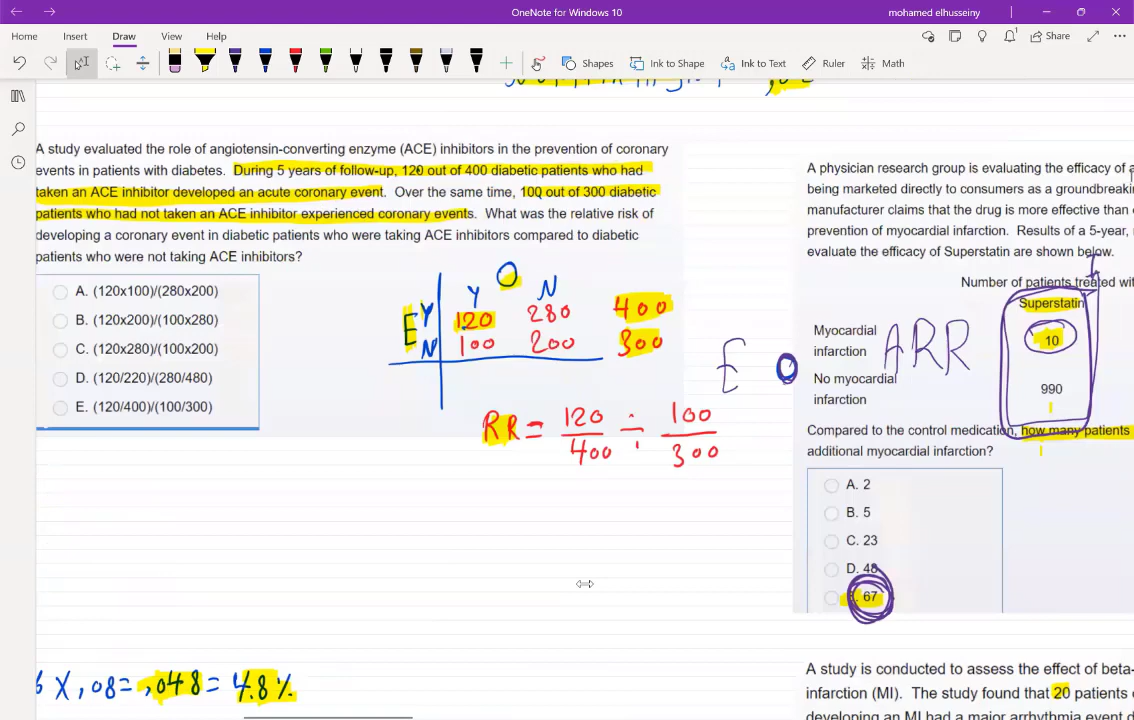 OneNote for Windows 10
mohamed elhusseiny
Home Insert Draw View Help
Share
Shapes Ink to Shape Ink to Text Ruler Math
A study evaluated the role of angiotensin-converting enzyme (ACE) inhibitors in the prevention of coronary
events in patients with diabetes. During 5 years of follow-up, 120 out of 400 diabetic patients who had
taken an ACE inhibitor developed an acute coronary event. Over the same time, 100 out of 300 diabetic
patients who had not taken an ACE inhibitor experienced coronary events. What was the relative risk of
developing a coronary event in diabetic patients who were taking ACE inhibitors compared to diabetic
patients who were not taking ACE inhibitors?
A. (120x100)/(280x200)
B. (120x200)/(100x280)
C. (120x280)/(100x200)
D. (120/220)/(280/480)
E. (120/400)/(100/300)
O
Y N
E Y 120 280 400
N 100 200 300
RR = 120/400 ÷ 100/300
E O
6 X ,08 = ,048 = 4.8 %
A physician research group is evaluating the efficacy of
being marketed directly to consumers as a groundbreaking
manufacturer claims that the drug is more effective than
prevention of myocardial infarction. Results of a 5-year,
evaluate the efficacy of Superstatin are shown below.
Number of patients treated
Superstatin
Myocardial
infarction
10
ARR
No myocardial
infarction
990
Compared to the control medication, how many patients
additional myocardial infarction?
A. 2
B. 5
C. 23
D. 48
67
A study is conducted to assess the effect of beta-
infarction (MI). The study found that 20 patients
developing an MI had a major arrhythmia event